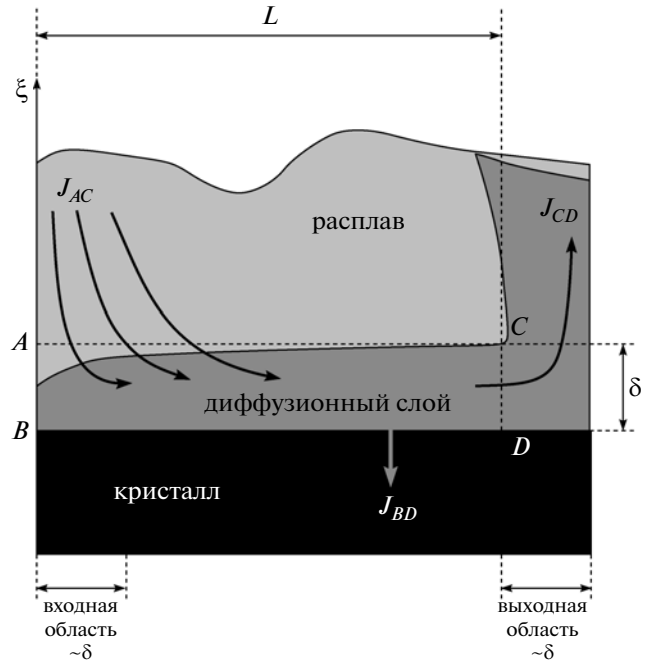 L
ξ
J_AC
расплав
J_CD
A
C
δ
диффузионный слой
B
D
кристалл
J_BD
входная
область
~δ
выходная
область
~δ